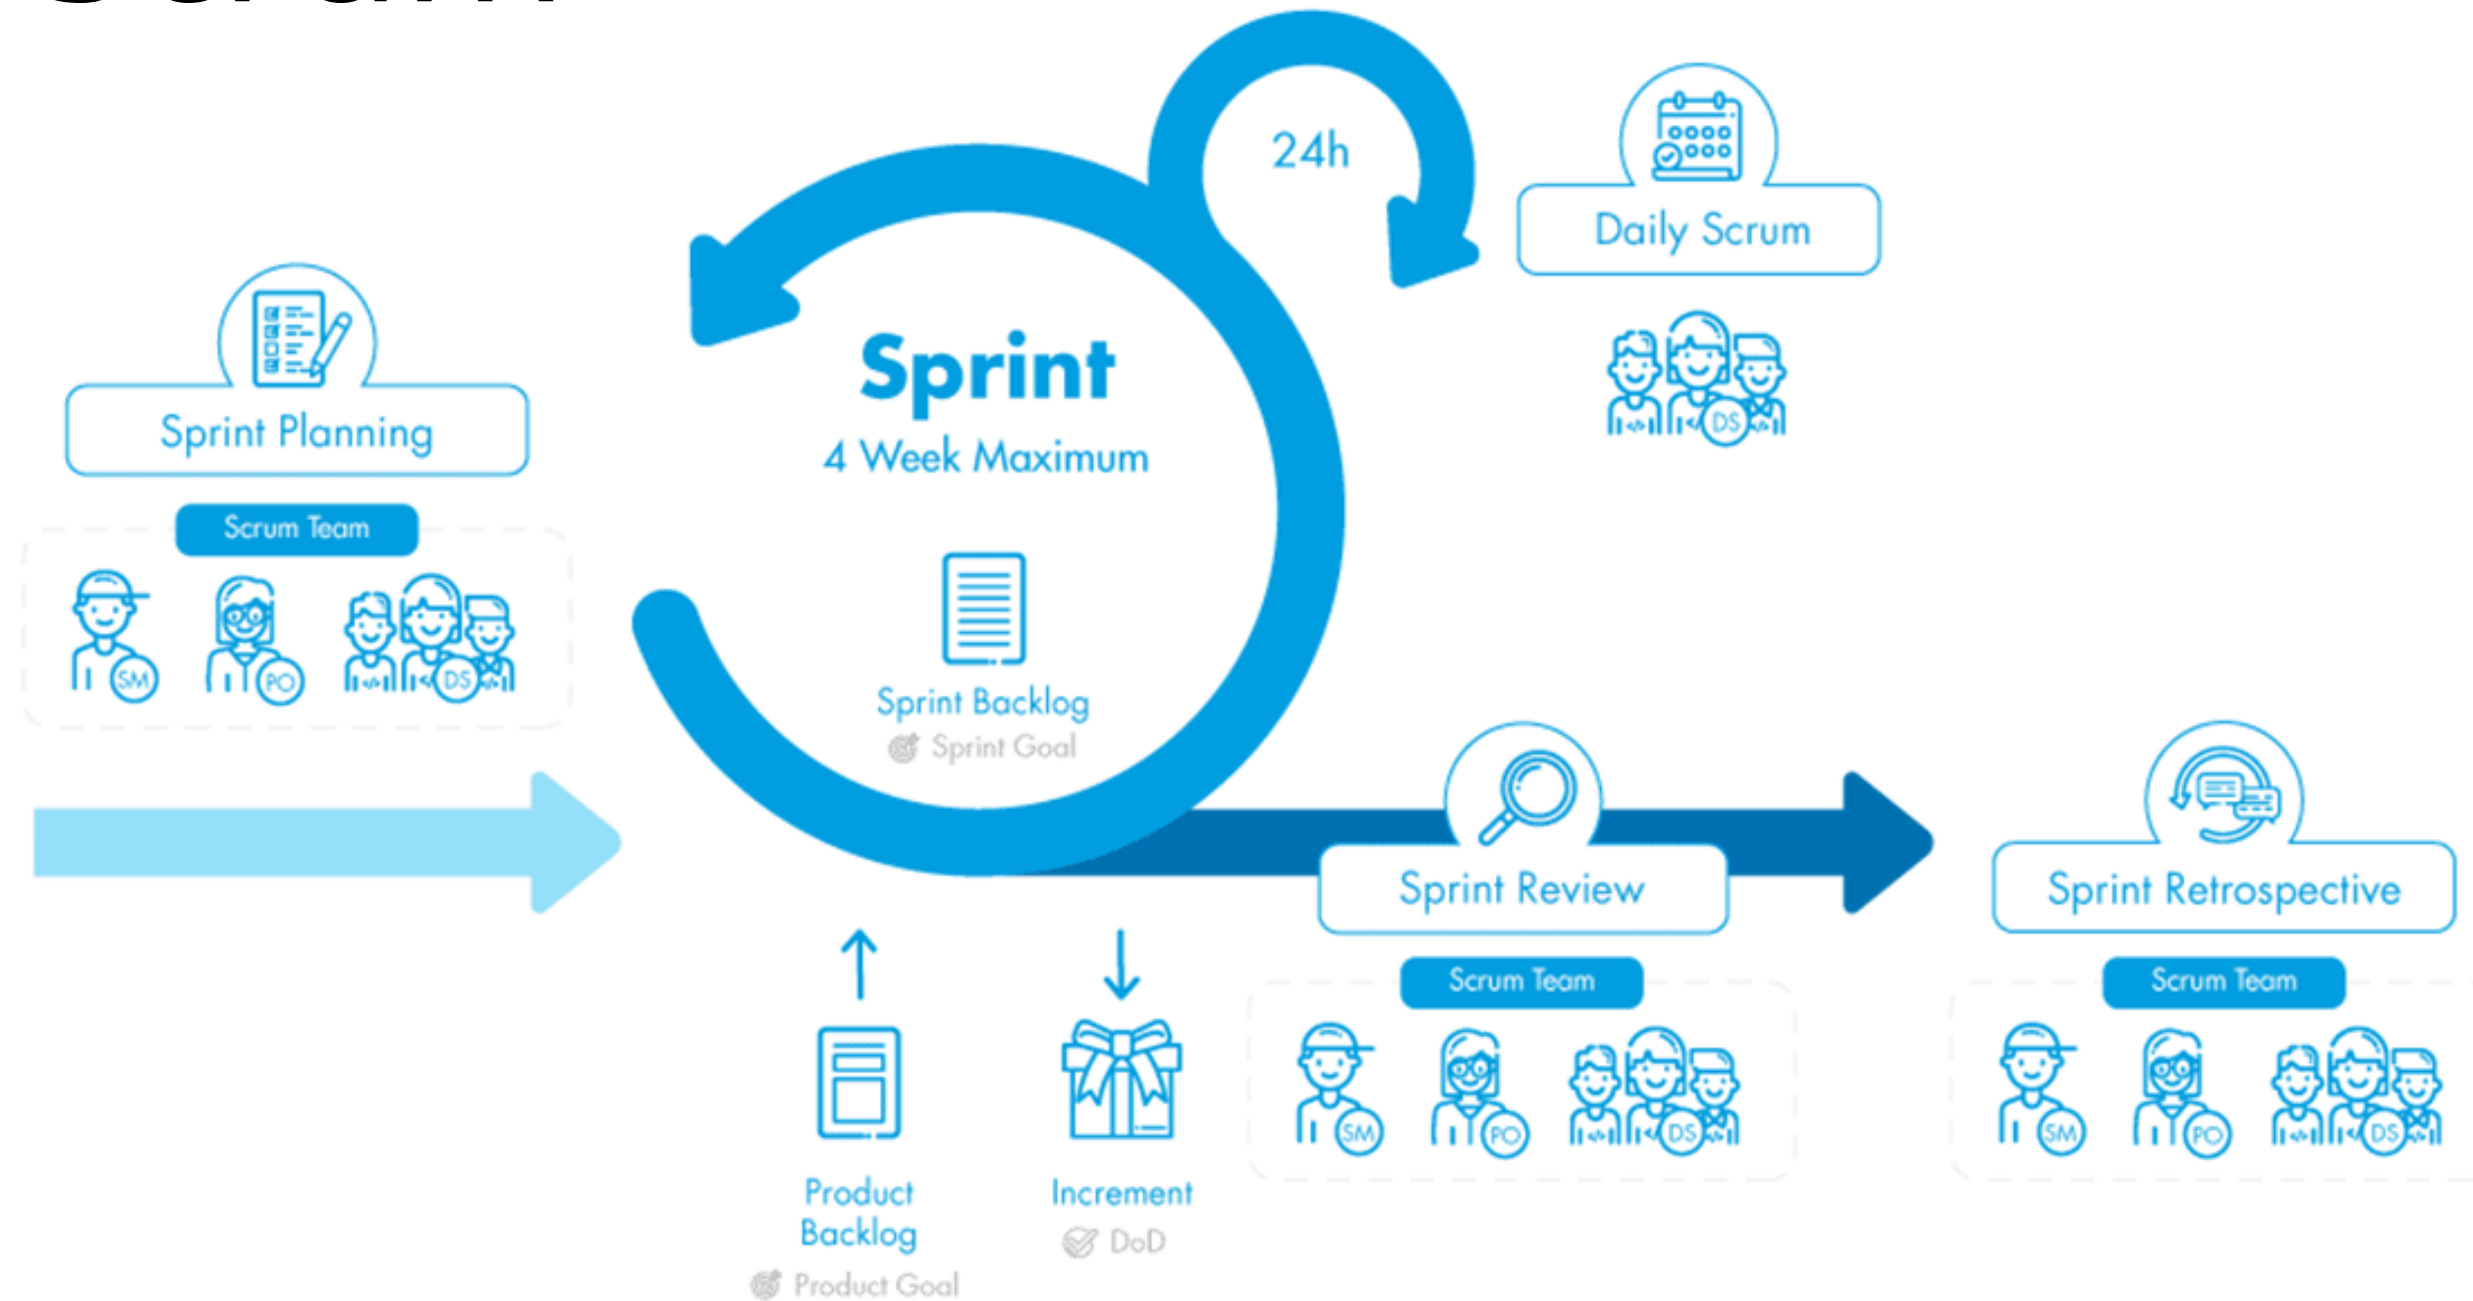 24h
Daily Scrum
DS
Sprint
4 Week Maximum
Sprint Planning
Scrum Team
SM
PO
DS
Sprint Backlog
Sprint Goal
Sprint Review
Scrum Team
SM
PO
DS
Sprint Retrospective
Scrum Team
SM
PO
DS
Product
Backlog
Product Goal
Increment
DoD